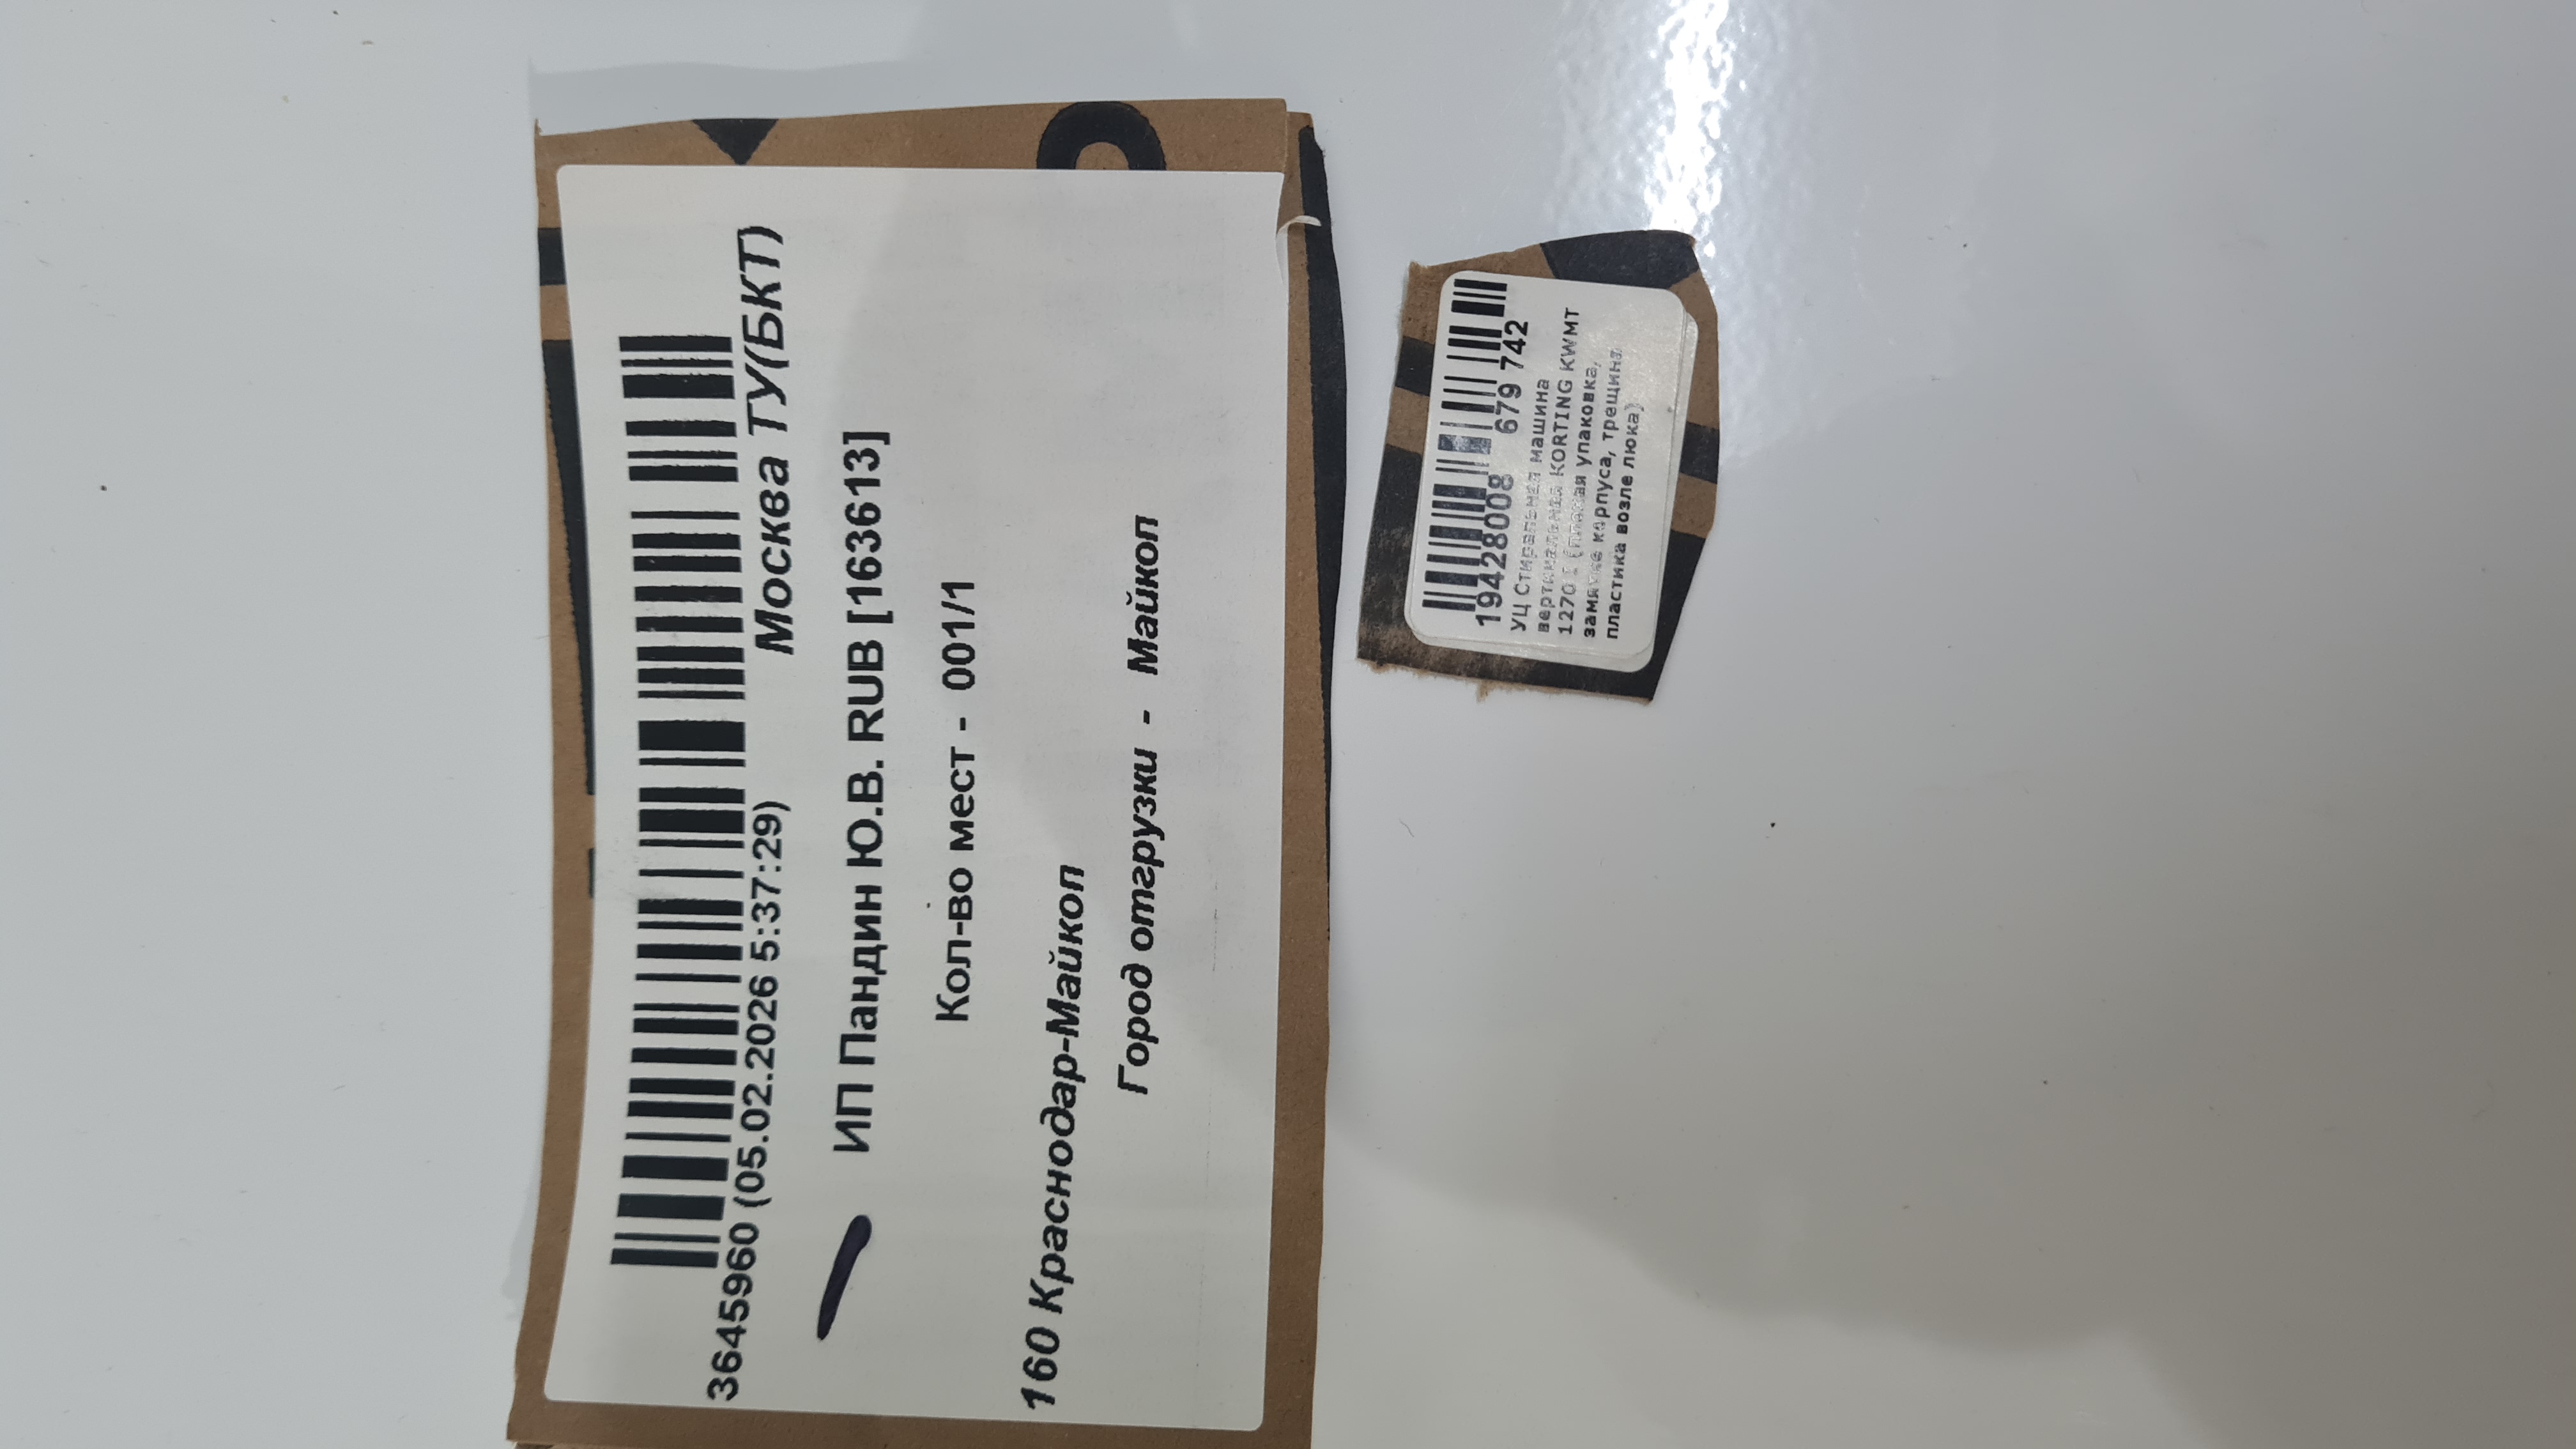 Москва ТУ(БКТ)
3645960 (05.02.2026 5:37:29)
ИП Пандин Ю.В. RUB [163613]
Кол-во мест - 001/1
160 Краснодар-Майкоп
Город отгрузки - Майкоп
19428008 679 742
УЦ Стиральная машина
вертикальная KORTING KWMT
1270 (плохая упаковка,
замятие корпуса, трещина
пластика возле люка)